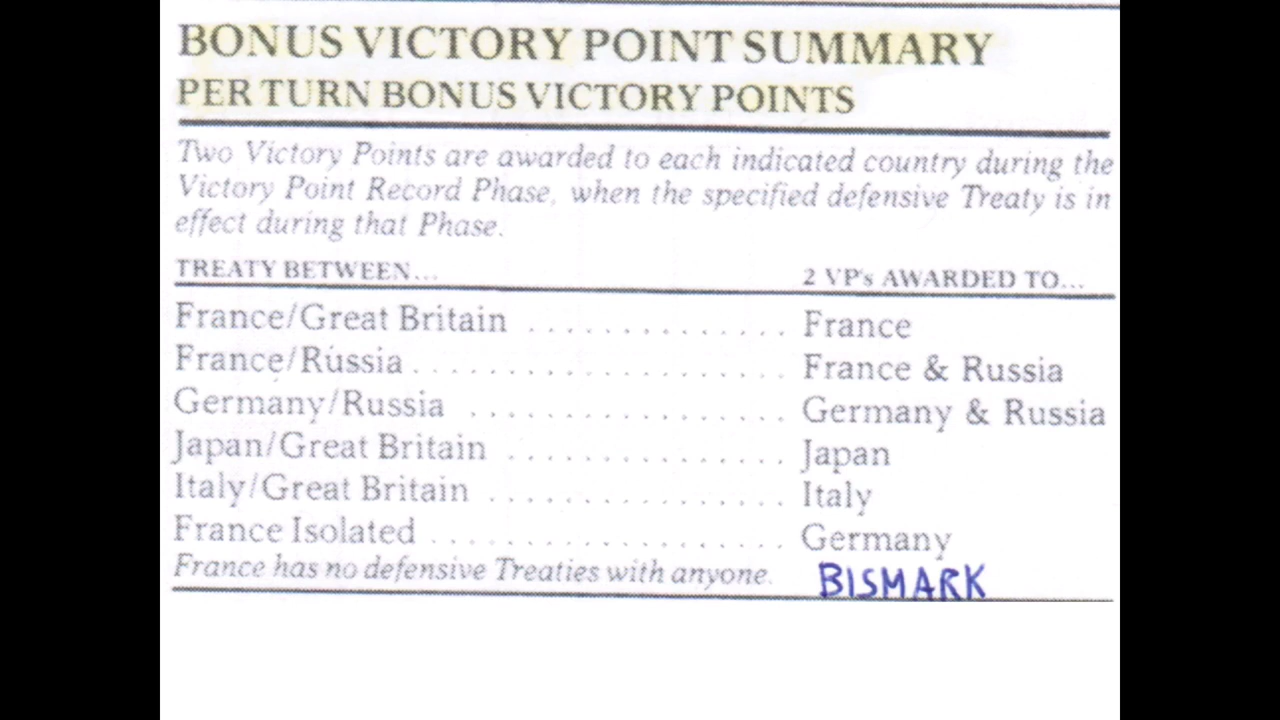 BONUS VICTORY POINT SUMMARY
PER TURN BONUS VICTORY POINTS
Two Victory Points are awarded to each indicated country during the
Victory Point Record Phase, when the specified defensive Treaty is in
effect during that Phase.
TREATY BETWEEN... 2 VP's AWARDED TO...
France/Great Britain .............. France
France/Russia .................. France & Russia
Germany/Russia ............... Germany & Russia
Japan/Great Britain .............. Japan
Italy/Great Britain ............... Italy
France Isolated .................. Germany
France has no defensive Treaties with anyone. BISMARK